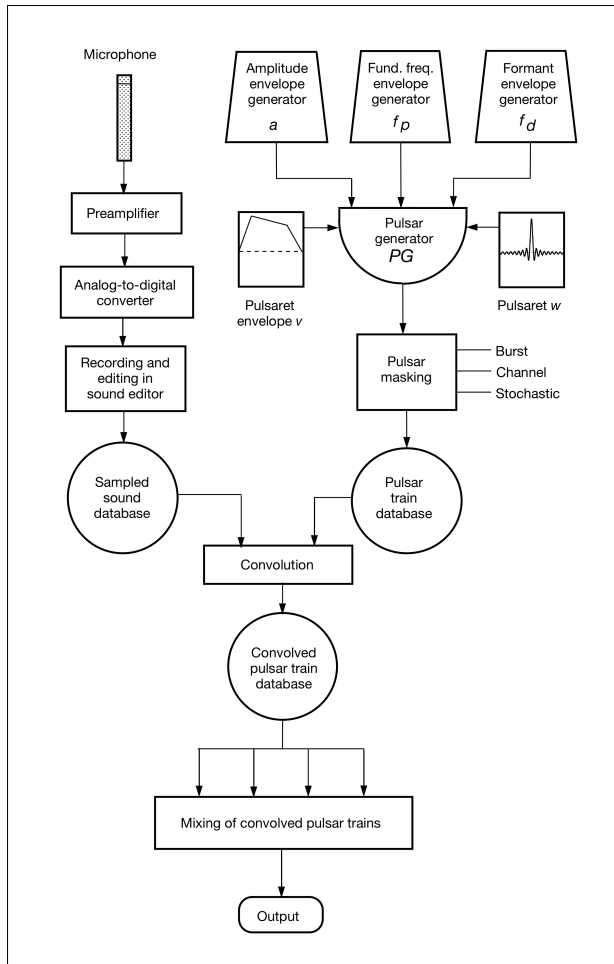 Microphone
Amplitude
envelope
generator
a
Fund. freq.
envelope
generator
f p
Formant
envelope
generator
f d
Preamplifier
Pulsar
generator
PG
Pulsaret
envelope v
Pulsaret w
Analog-to-digital
converter
Recording and
editing in
sound editor
Pulsar
masking
Burst
Channel
Stochastic
Sampled
sound
database
Pulsar
train
database
Convolution
Convolved
pulsar train
database
Mixing of convolved pulsar trains
Output